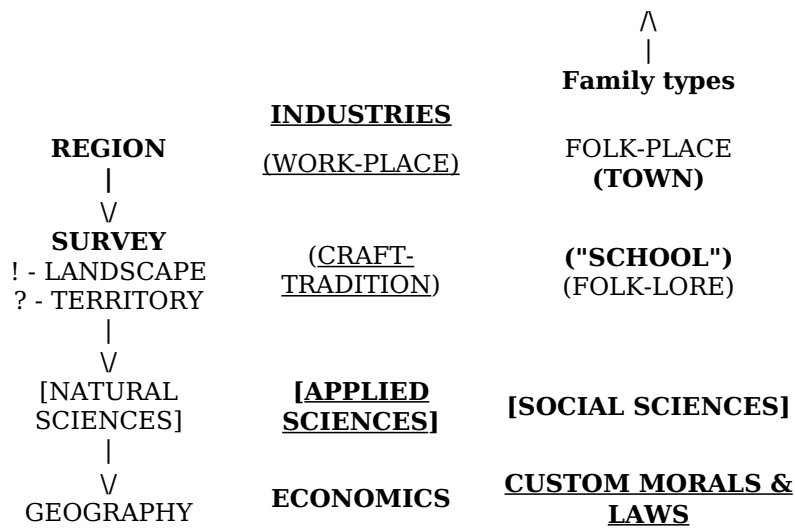 /\
|
Family types
INDUSTRIES
REGION
|
\/
(WORK-PLACE)
FOLK-PLACE
(TOWN)
SURVEY
! - LANDSCAPE
? - TERRITORY
|
\/
(CRAFT-
TRADITION)
("SCHOOL")
(FOLK-LORE)
[NATURAL
SCIENCES]
|
\/
[APPLIED
SCIENCES]
[SOCIAL SCIENCES]
GEOGRAPHY
ECONOMICS
CUSTOM MORALS &
LAWS